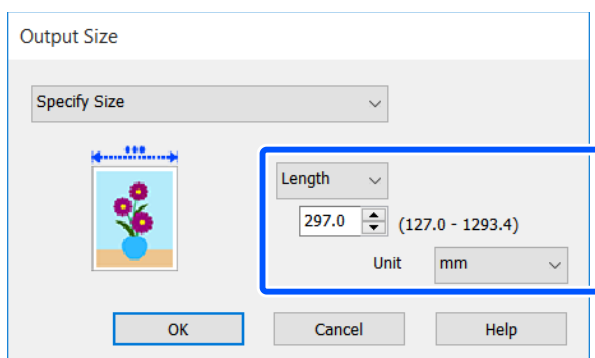 Output Size
Specify Size
Length
297.0 (127.0 - 1293.4)
Unit mm
OK Cancel Help